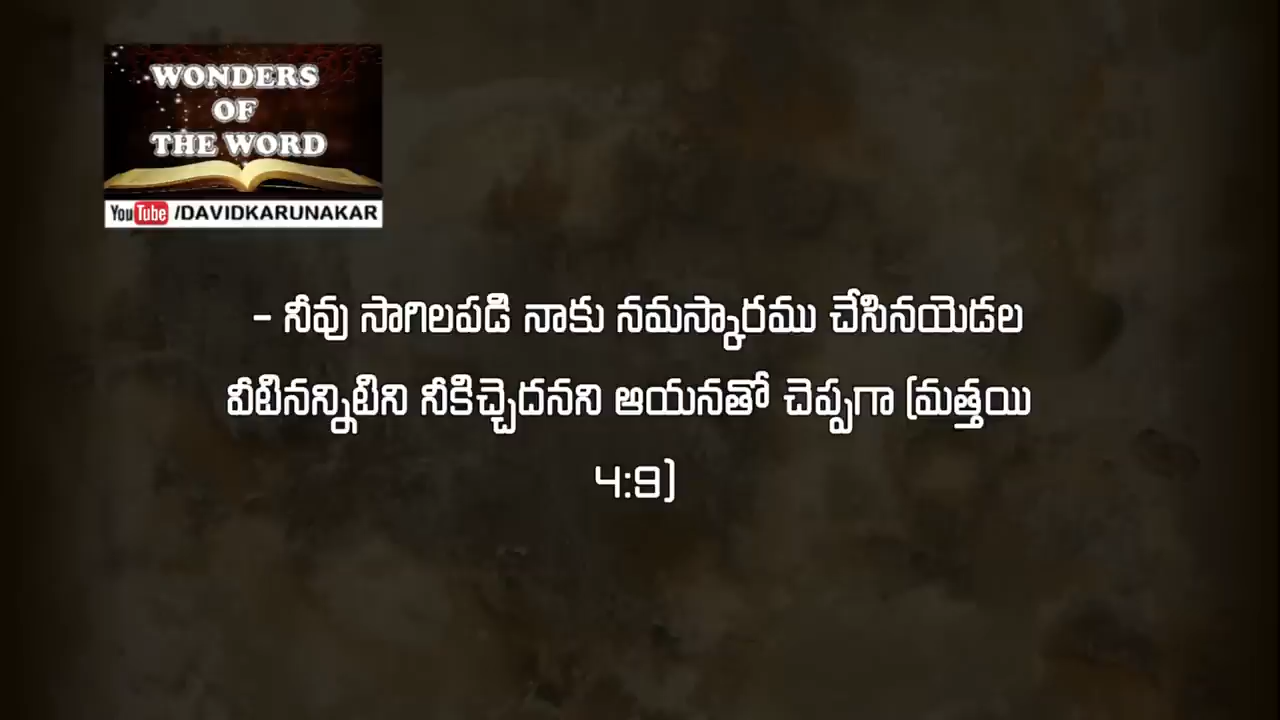 WONDERS
OF
THE WORD
YouTube /DAVIDKARUNAKAR
- నీవు సాగిలపడి నాకు నమస్కారము చేసినయెడల
వీటినన్నిటిని నీకిచ్చెదనని ఆయనతో చెప్పగా (మత్తయి
4:9)